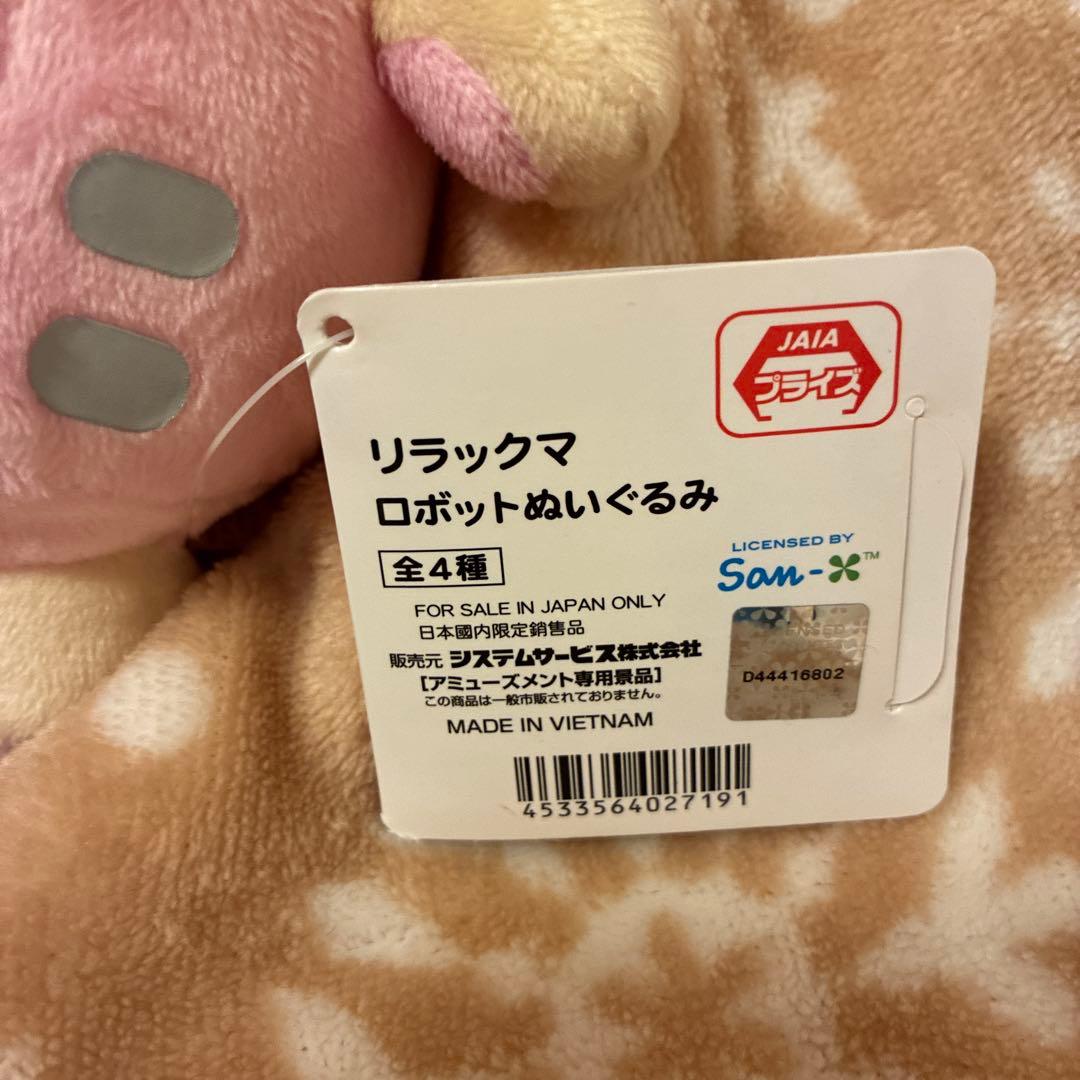 JAIA
プライズ
リラックマ
ロボットぬいぐるみ
全4種
LICENSED BY
San-X™
FOR SALE IN JAPAN ONLY
日本國内限定銷售品
販売元 システムサービス株式会社
[アミューズメント専用景品]
この商品は一般市販されておりません。
MADE IN VIETNAM
D44416802
4533564027191